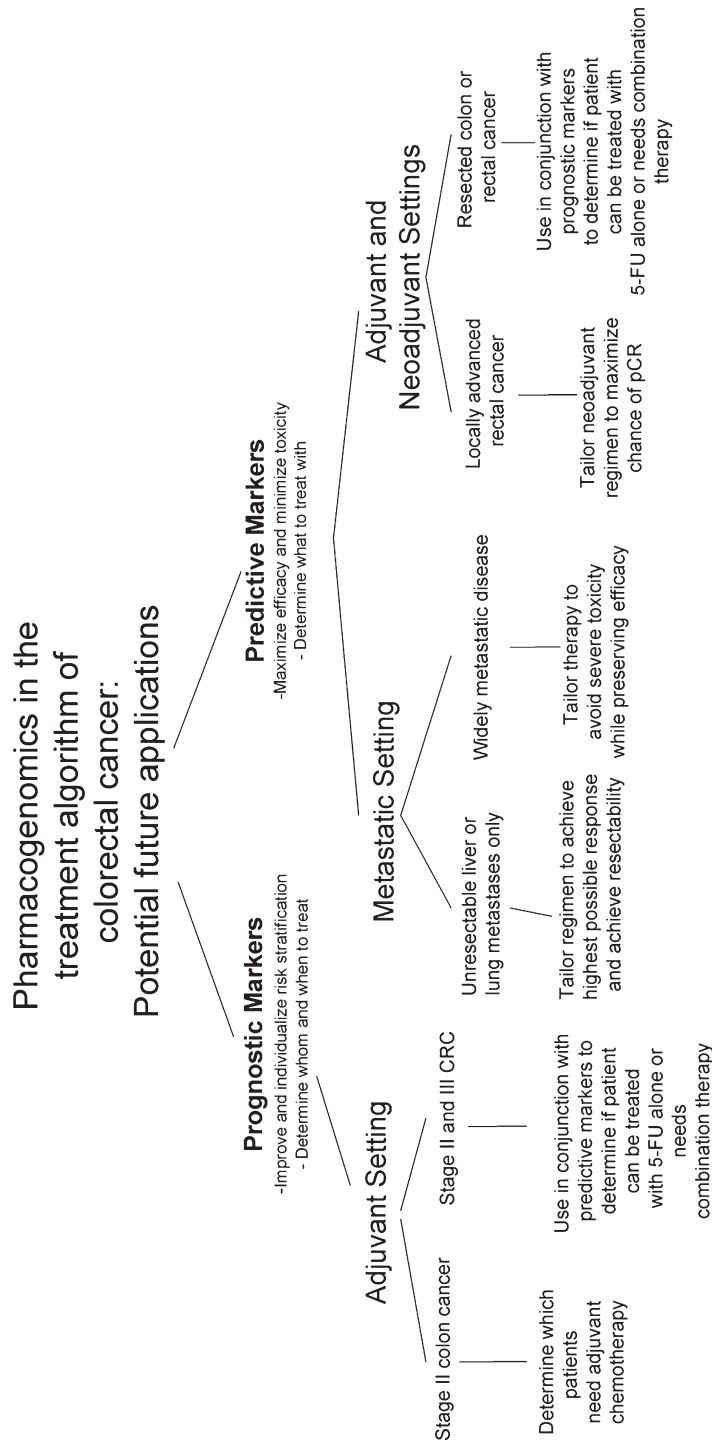 Pharmacogenomics in the
treatment algorithm of
colorectal cancer:
Potential future applications
Prognostic Markers
-Improve and individualize risk stratification
- Determine whom and when to treat
Predictive Markers
-Maximize efficacy and minimize toxicity
- Determine what to treat with
Adjuvant Setting
Metastatic Setting
Adjuvant and
Neoadjuvant Settings
Stage II colon cancer
Stage II and III CRC
Unresectable liver or
lung metastases only
Widely metastatic disease
Locally advanced
rectal cancer
Resected colon or
rectal cancer
Determine which
patients
need adjuvant
chemotherapy
Use in conjunction with
predictive markers to
determine if patient
can be treated
with 5-FU alone or
needs
combination therapy
Tailor regimen to achieve
highest possible response
and achieve resectability
Tailor therapy to
avoid severe toxicity
while preserving efficacy
Tailor neoadjuvant
regimen to maximize
chance of pCR
Use in conjunction with
prognostic markers
to determine if patient
can be treated with
5-FU alone or needs combination
therapy